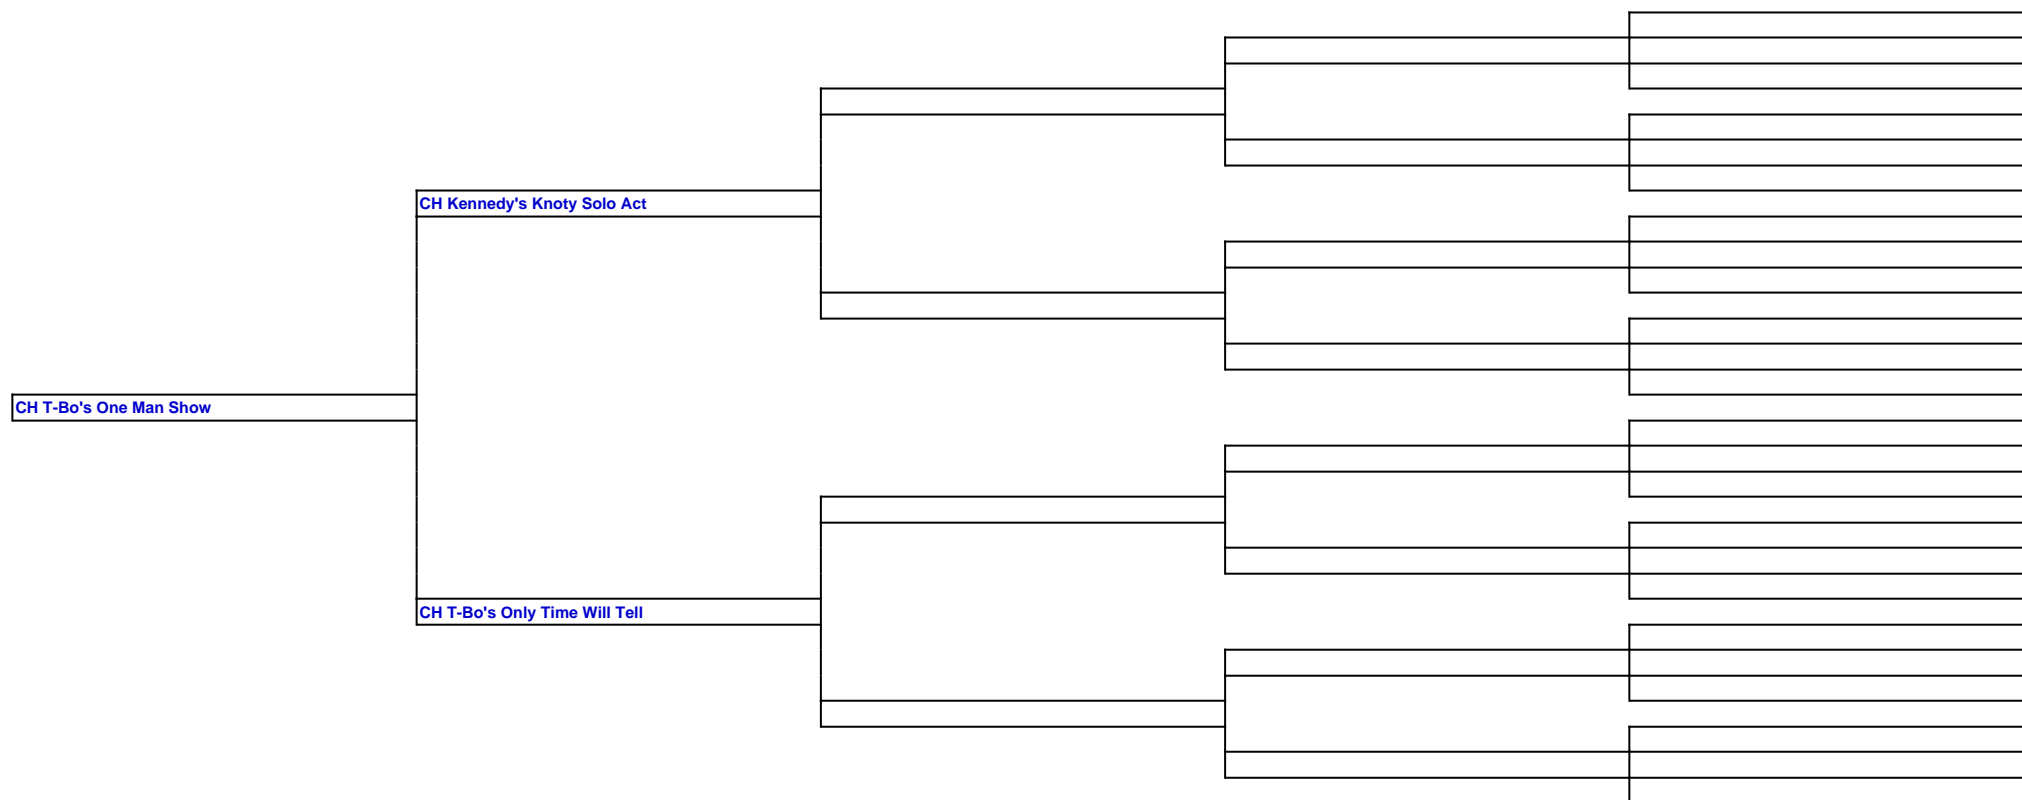 CH Kennedy's Knoty Solo Act
CH T-Bo's One Man Show
CH T-Bo's Only Time Will Tell